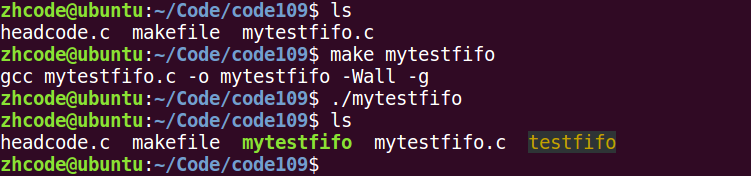 zhcode@ubuntu:~/Code/code109$ ls
headcode.c  makefile  mytestfifo.c
zhcode@ubuntu:~/Code/code109$ make mytestfifo
gcc mytestfifo.c -o mytestfifo -Wall -g
zhcode@ubuntu:~/Code/code109$ ./mytestfifo
zhcode@ubuntu:~/Code/code109$ ls
headcode.c  makefile  mytestfifo  mytestfifo.c  testfifo
zhcode@ubuntu:~/Code/code109$